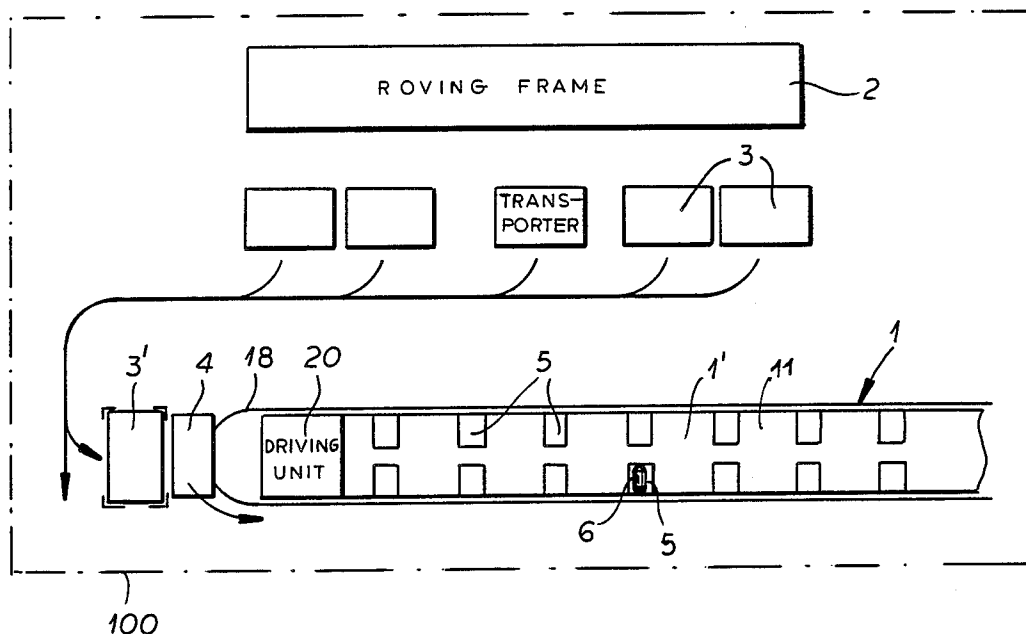 ROVING FRAME
2
3
TRANS-
PORTER
3'
4
18
20
5
1'
11
1
DRIVING
UNIT
6
5
100